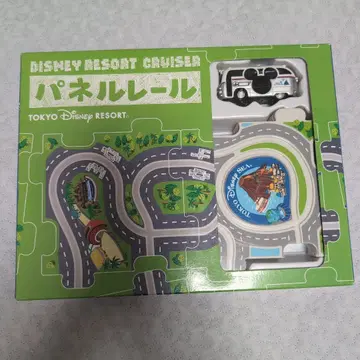 DISNEY RESORT CRUISER
パネルレール
TOKYO Disney RESORT®
TOKYO Disney SEA